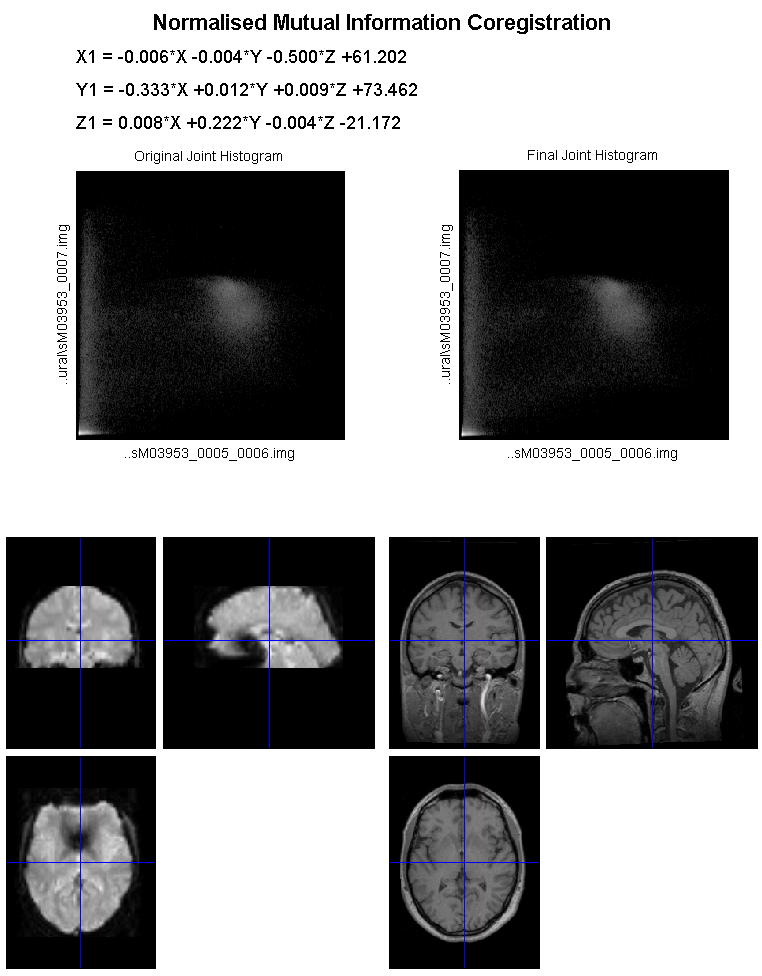 Normalised Mutual Information Coregistration
X1 = -0.006*X -0.004*Y -0.500*Z +61.202
Y1 = -0.333*X +0.012*Y +0.009*Z +73.462
Z1 = 0.008*X +0.222*Y -0.004*Z -21.172
Original Joint Histogram
Final Joint Histogram
..ural\sM03953_0007.img
..ural\sM03953_0007.img
..sM03953_0005_0006.img
..sM03953_0005_0006.img